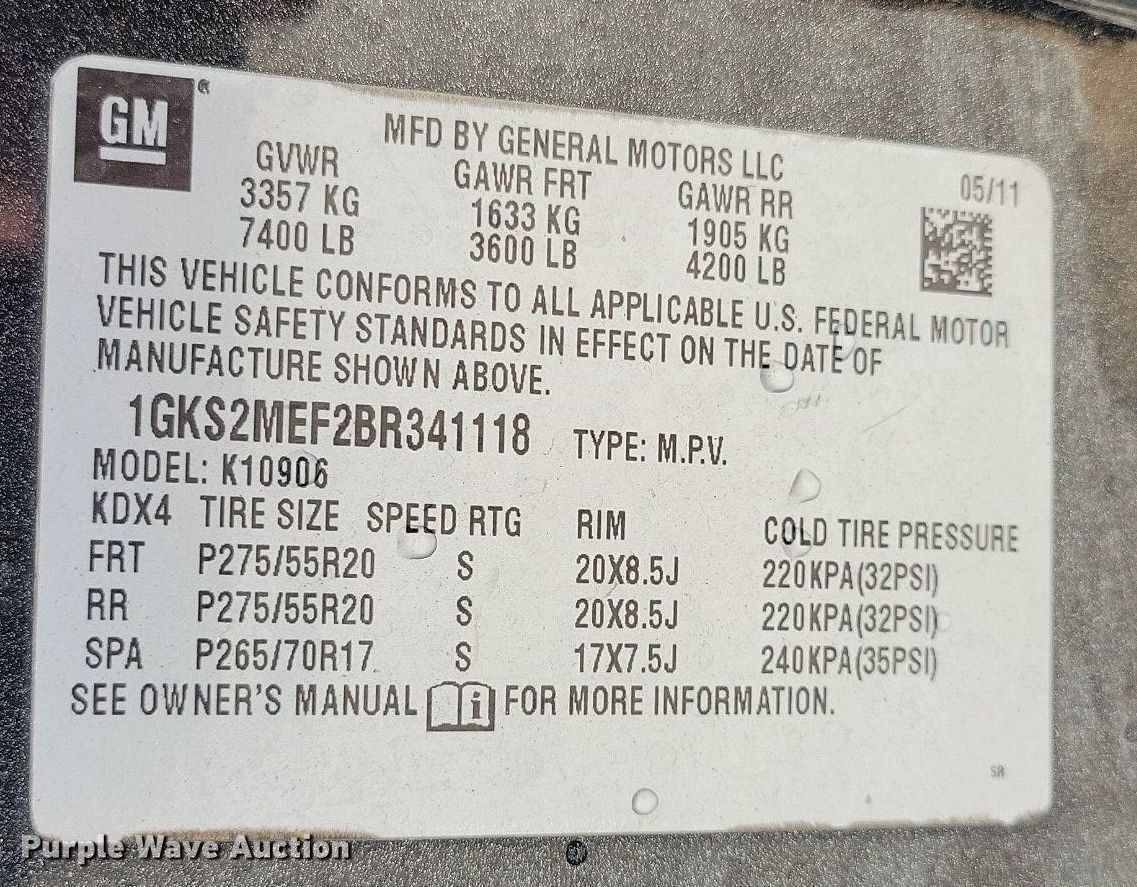 GM
MFD BY GENERAL MOTORS LLC
GVWR GAWR FRT GAWR RR 05/11
3357 KG 1633 KG 1905 KG
7400 LB 3600 LB 4200 LB
THIS VEHICLE CONFORMS TO ALL APPLICABLE U.S. FEDERAL MOTOR
VEHICLE SAFETY STANDARDS IN EFFECT ON THE DATE OF
MANUFACTURE SHOWN ABOVE.
1GKS2MEF2BR341118 TYPE: M.P.V.
MODEL: K10906
KDX4 TIRE SIZE SPEED RTG RIM COLD TIRE PRESSURE
FRT P275/55R20 S 20X8.5J 220KPA(32PSI)
RR P275/55R20 S 20X8.5J 220KPA(32PSI)
SPA P265/70R17 S 17X7.5J 240KPA(35PSI)
SEE OWNER'S MANUAL i FOR MORE INFORMATION.
SR
Purple Wave Auction